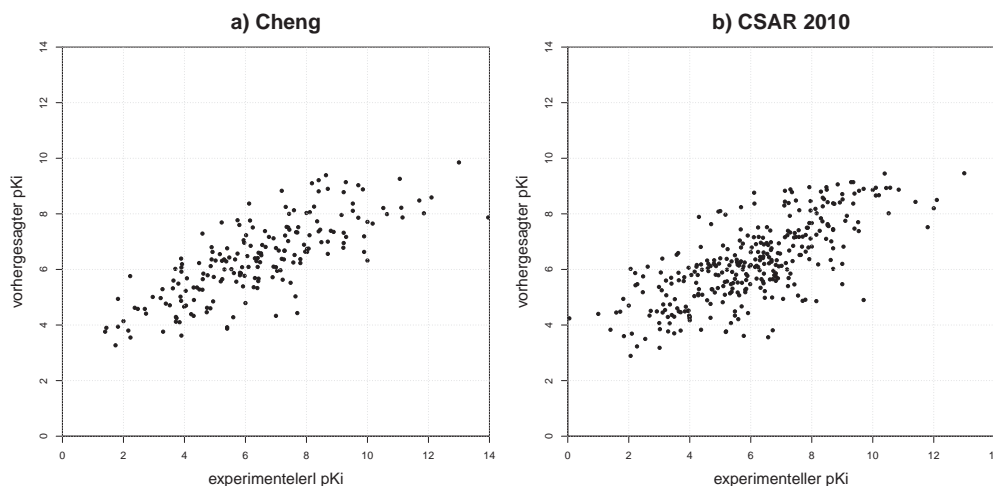 a) Cheng
14
12
10
8
6
4
2
0
vorhergesagter pKi
0 2 4 6 8 10 12 14
experimentelerl pKi
b) CSAR 2010
14
12
10
8
6
4
2
0
vorhergesagter pKi
0 2 4 6 8 10 12 14
experimenteller pKi